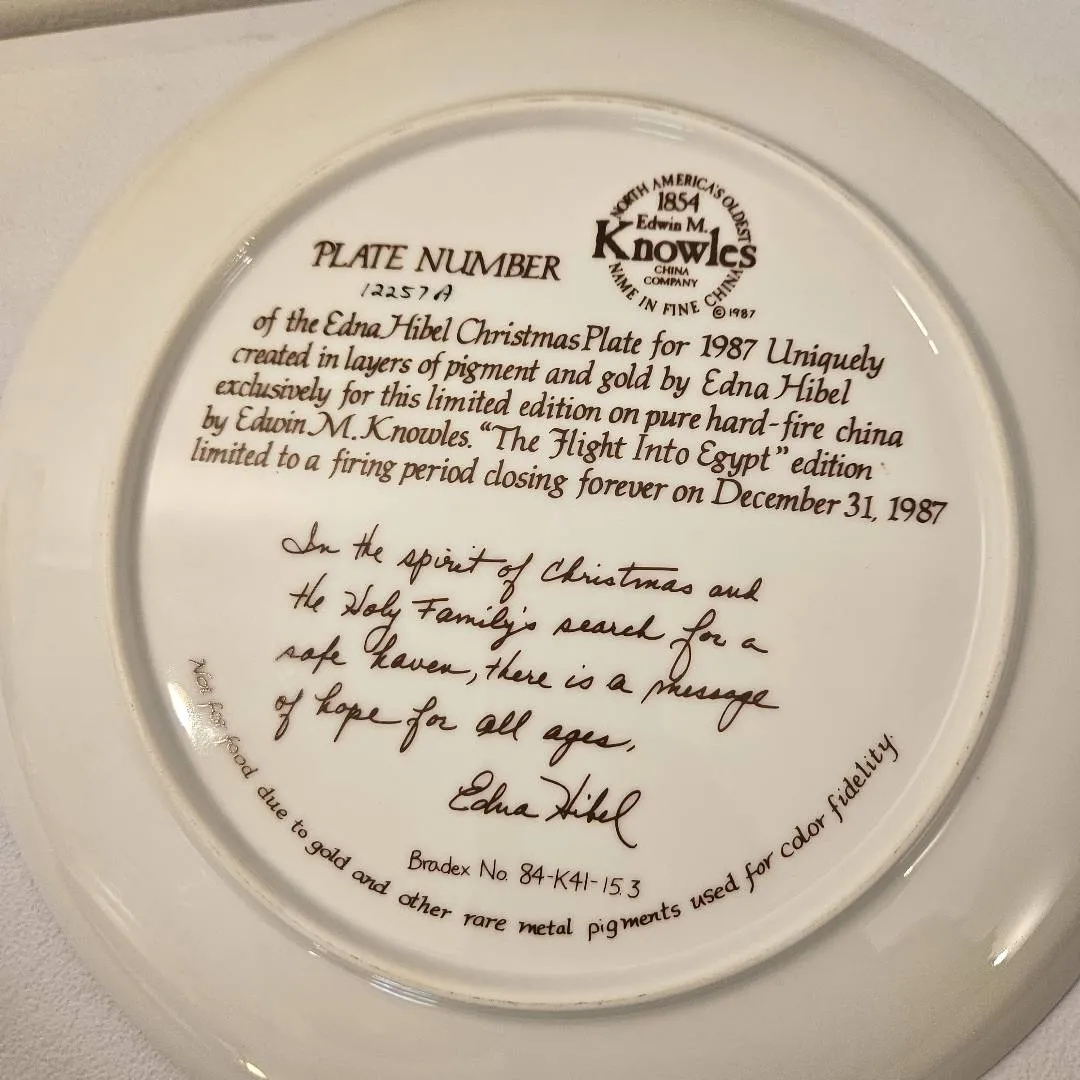 NORTH AMERICA'S OLDEST
1854
Edwin M.
Knowles
CHINA
COMPANY
NAME IN FINE CHINA
© 1987
PLATE NUMBER
12257A
of the Edna Hibel Christmas Plate for 1987 Uniquely
created in layers of pigment and gold by Edna Hibel
exclusively for this limited edition on pure hard-fire china
by Edwin M. Knowles. "The Flight Into Egypt" edition
limited to a firing period closing forever on December 31, 1987
In the spirit of Christmas and
the Holy Family's search for a
safe haven, there is a message
of hope for all ages.
Edna Hibel
Bradex No. 84-K41-15.3
Not for food, due to gold and other rare metal pigments used for color fidelity.